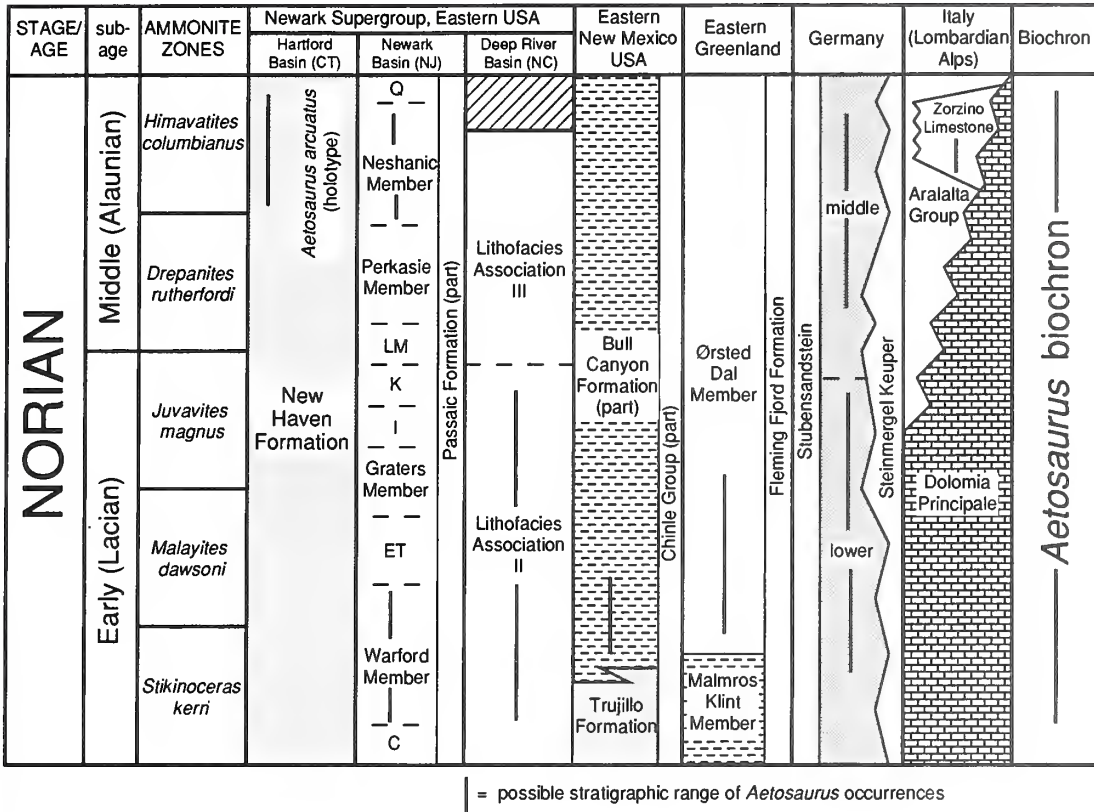 STAGE/
AGE
sub-
age
AMMONITE
ZONES
Newark Supergroup, Eastern USA
Hartford
Basin (CT)
Newark
Basin (NJ)
Deep River
Basin (NC)
Eastern
New Mexico
USA
Eastern
Greenland
Germany
Italy
(Lombardian
Alps)
Biochron
NORIAN
Middle (Alaunian)
Early (Lacian)
Himavatites
columbianus
Drepanites
rutherfordi
Juvavites
magnus
Malayites
dawsoni
Stikinoceras
kerri
Aetosaurus arcuatus
(holotype)
New
Haven
Formation
Q
Neshanic
Member
Perkasie
Member
LM
K
I
Graters
Member
ET
Warford
Member
C
Passaic Formation (part)
Lithofacies
Association
III
Lithofacies
Association
II
Bull
Canyon
Formation
(part)
Trujillo
Formation
Chinle Group (part)
Ørsted
Dal
Member
Malmros
Klint
Member
Fleming Fjord Formation
Stubensandstein
middle
lower
Steinmergel Keuper
Zorzino
Limestone
Aralalta
Group
Dolomia
Principale
Aetosaurus biochron
= possible stratigraphic range of Aetosaurus occurrences